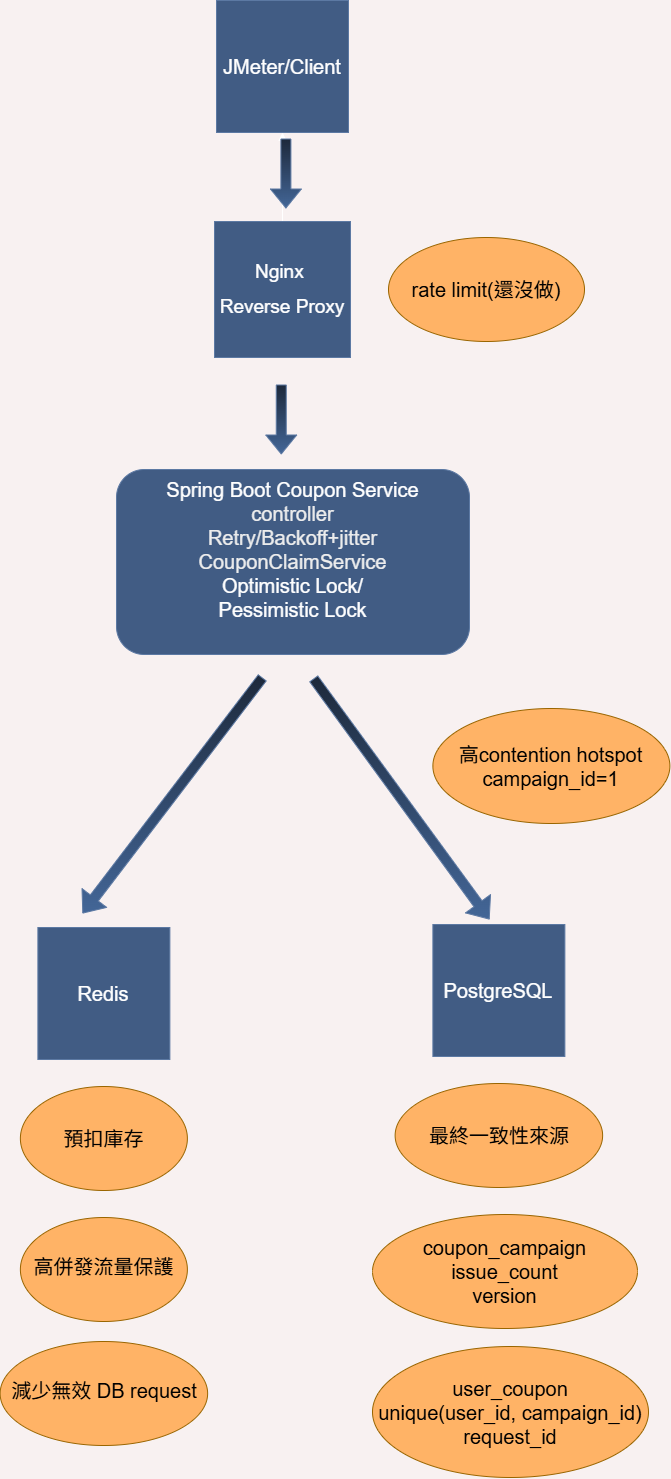 JMeter/Client
Nginx
Reverse Proxy
rate limit(還沒做)
Spring Boot Coupon Service
controller
Retry/Backoff+jitter
CouponClaimService
Optimistic Lock/
Pessimistic Lock
高contention hotspot
campaign_id=1
Redis
PostgreSQL
預扣庫存
最終一致性來源
高併發流量保護
coupon_campaign
issue_count
version
減少無效 DB request
user_coupon
unique(user_id, campaign_id)
request_id